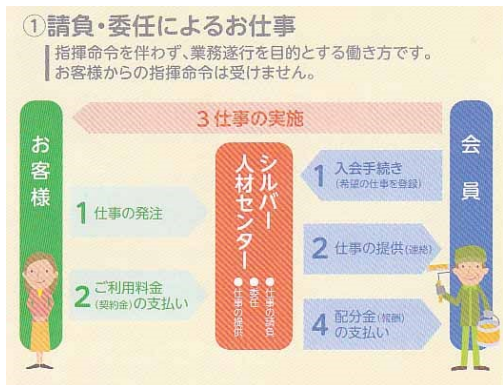 ①請負・委任によるお仕事
指揮命令を伴わず、業務遂行を目的とする働き方です。
お客様からの指揮命令は受けません。
3 仕事の実施
お客様
1 仕事の発注
2 ご利用料金
(契約金)の支払い
シルバー
人材センター
●仕事の請負
●委任
●仕事の提供
会員
1 入会手続き
(希望の仕事を登録)
2 仕事の提供(連絡)
4 配分金(報酬)
の支払い